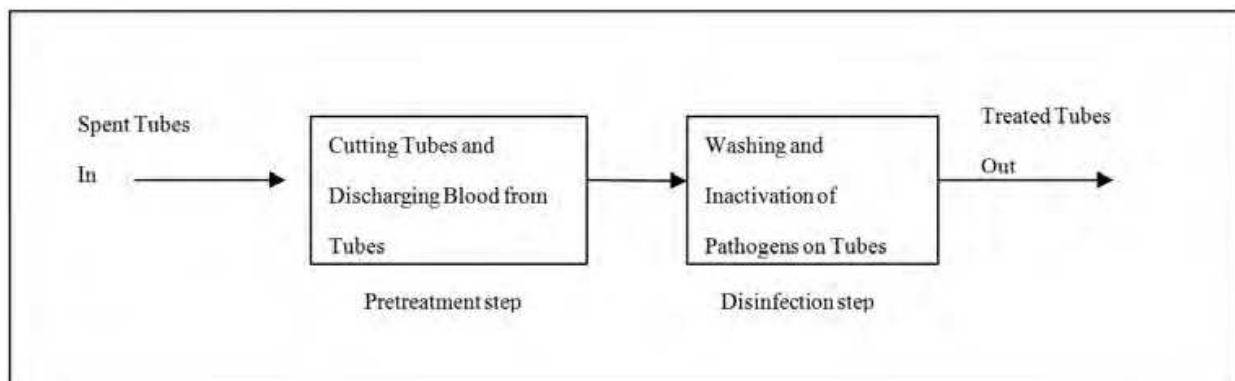 Spent Tubes
In
Cutting Tubes and
Discharging Blood from
Tubes
Pretreatment step
Washing and
Inactivation of
Pathogens on Tubes
Disinfection step
Treated Tubes
Out